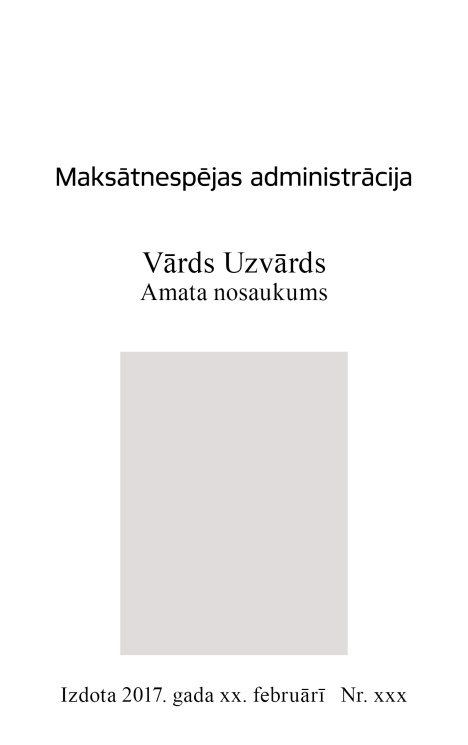 Maksātnespējas administrācija
Vārds Uzvārds
Amata nosaukums
Izdota 2017. gada xx. februārī Nr. xxx